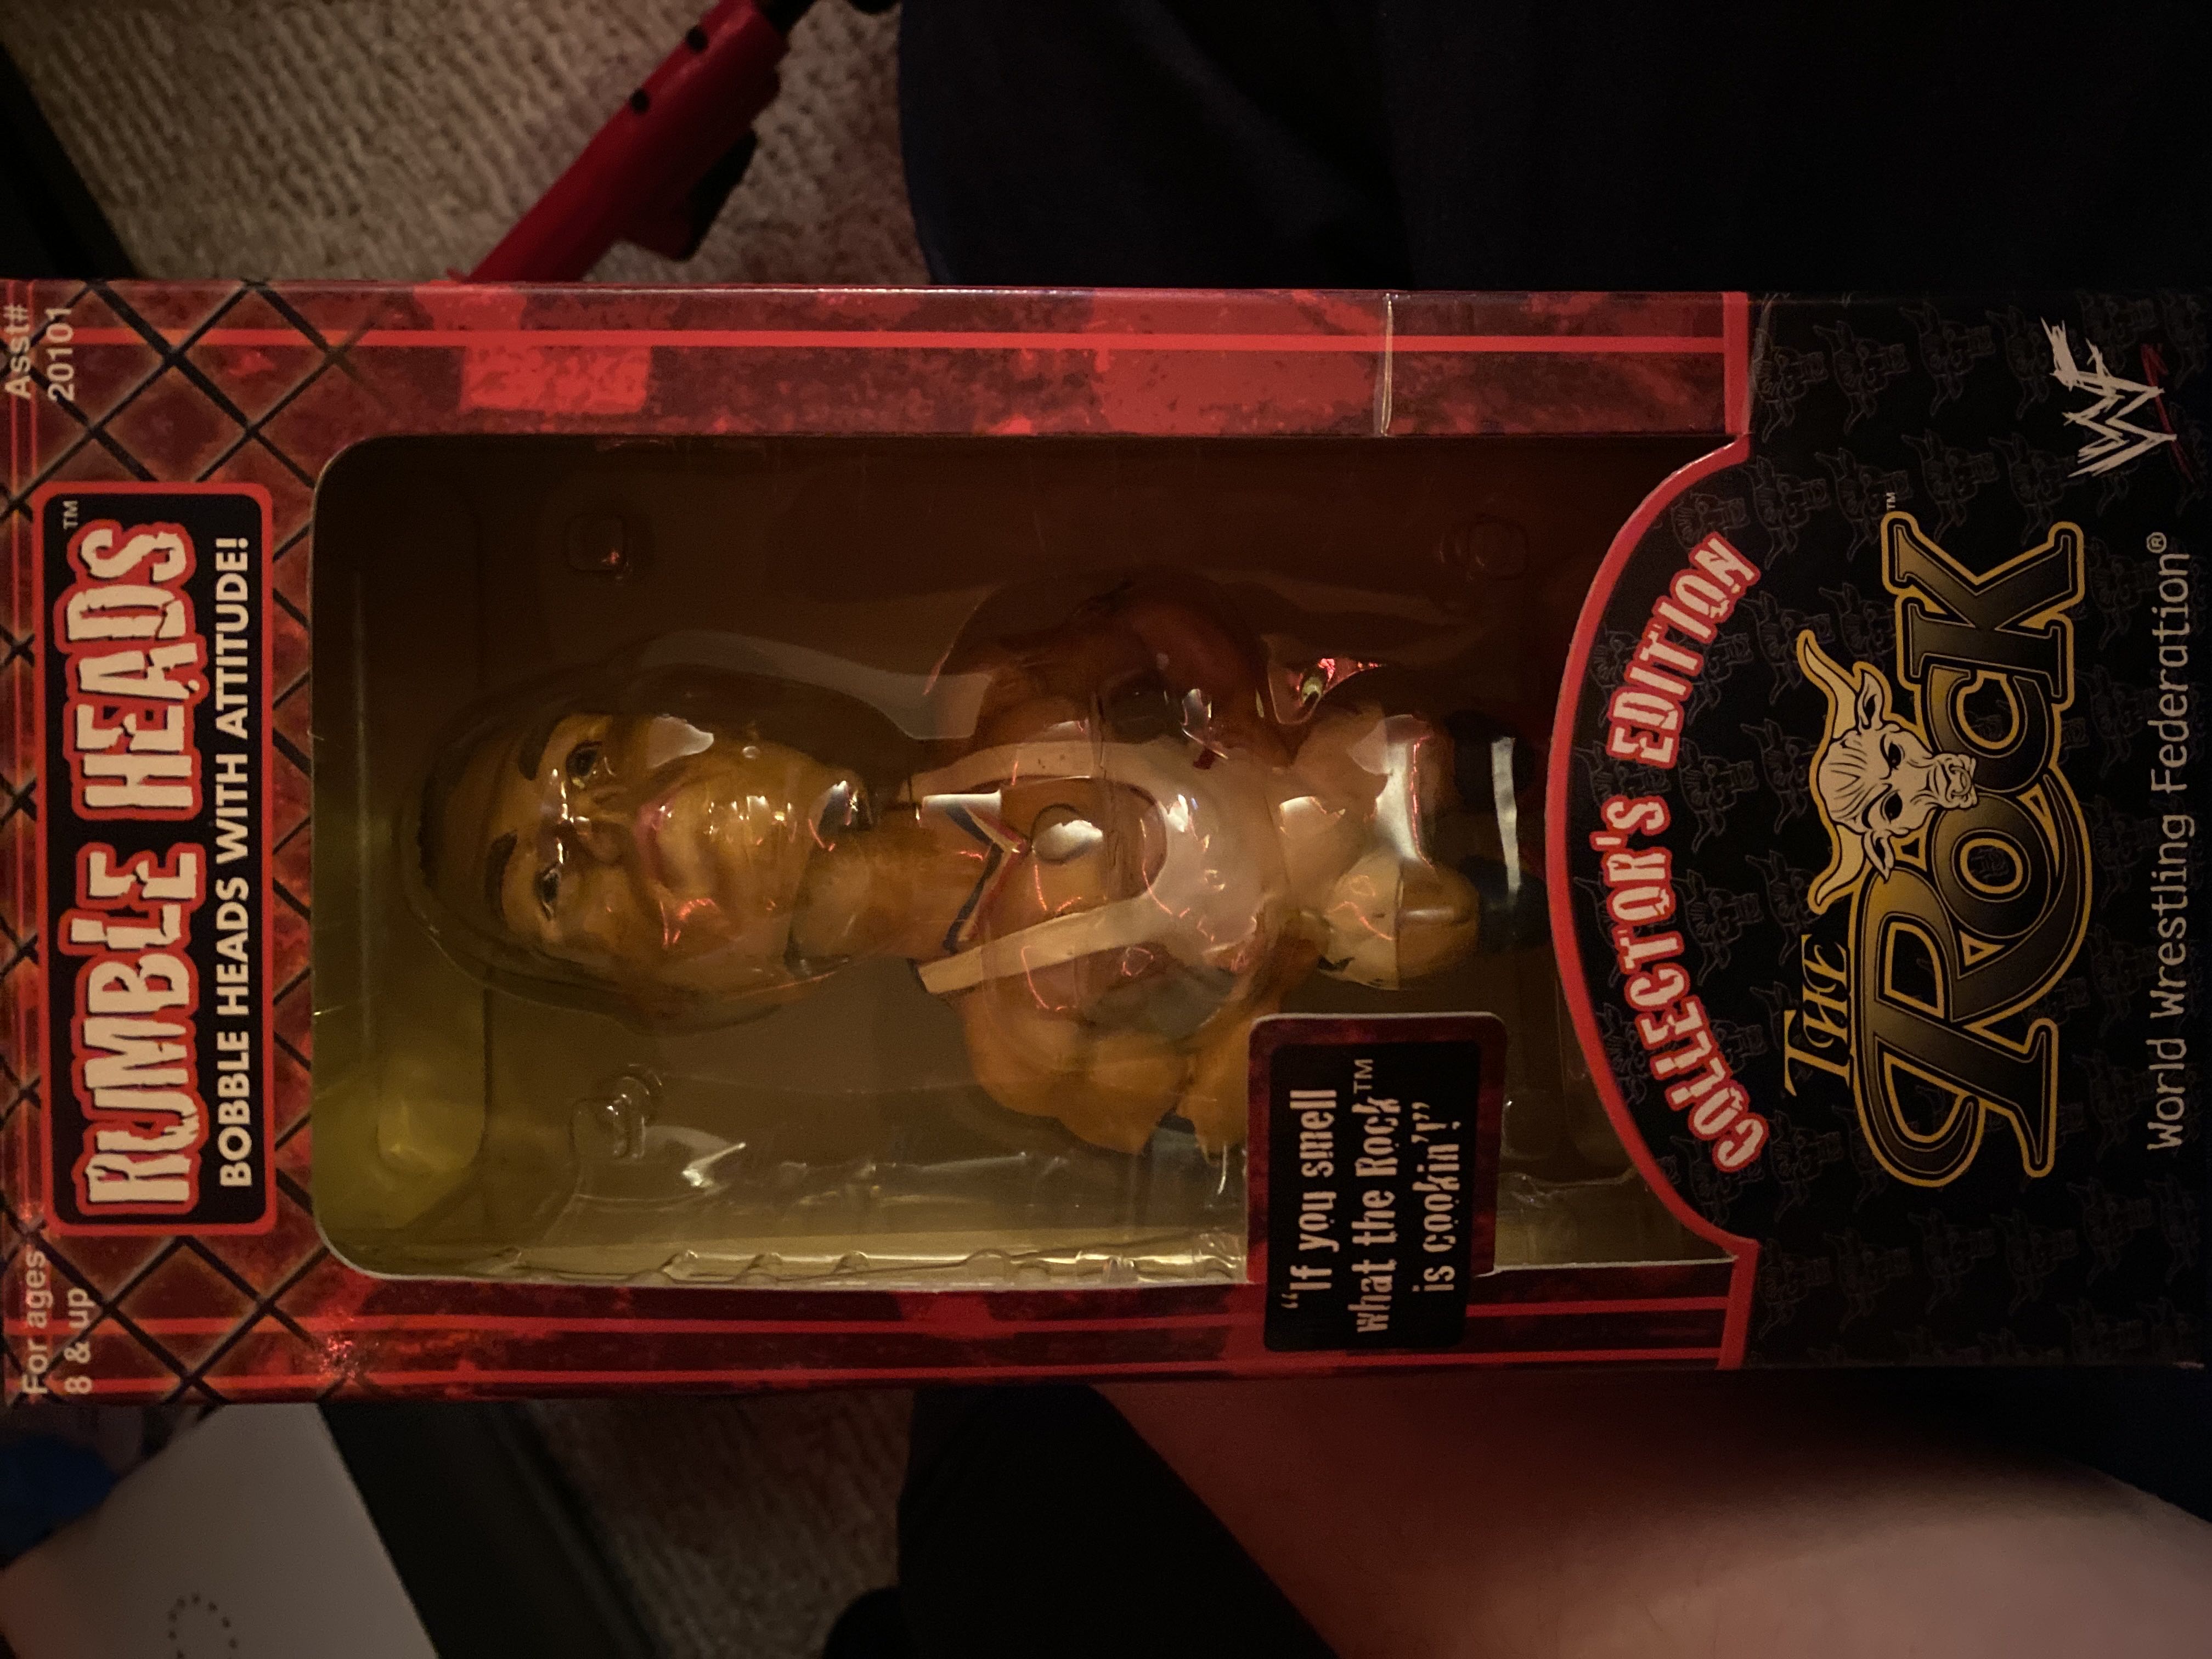 For ages
8 & up
Asst#
20101
RUMBLE HEADS™
BOBBLE HEADS WITH ATTITUDE!
"If you smell
what the Rock™
is cookin'!"
COLLECTOR'S EDITION
THE
ROCK™
WF
World Wrestling Federation®